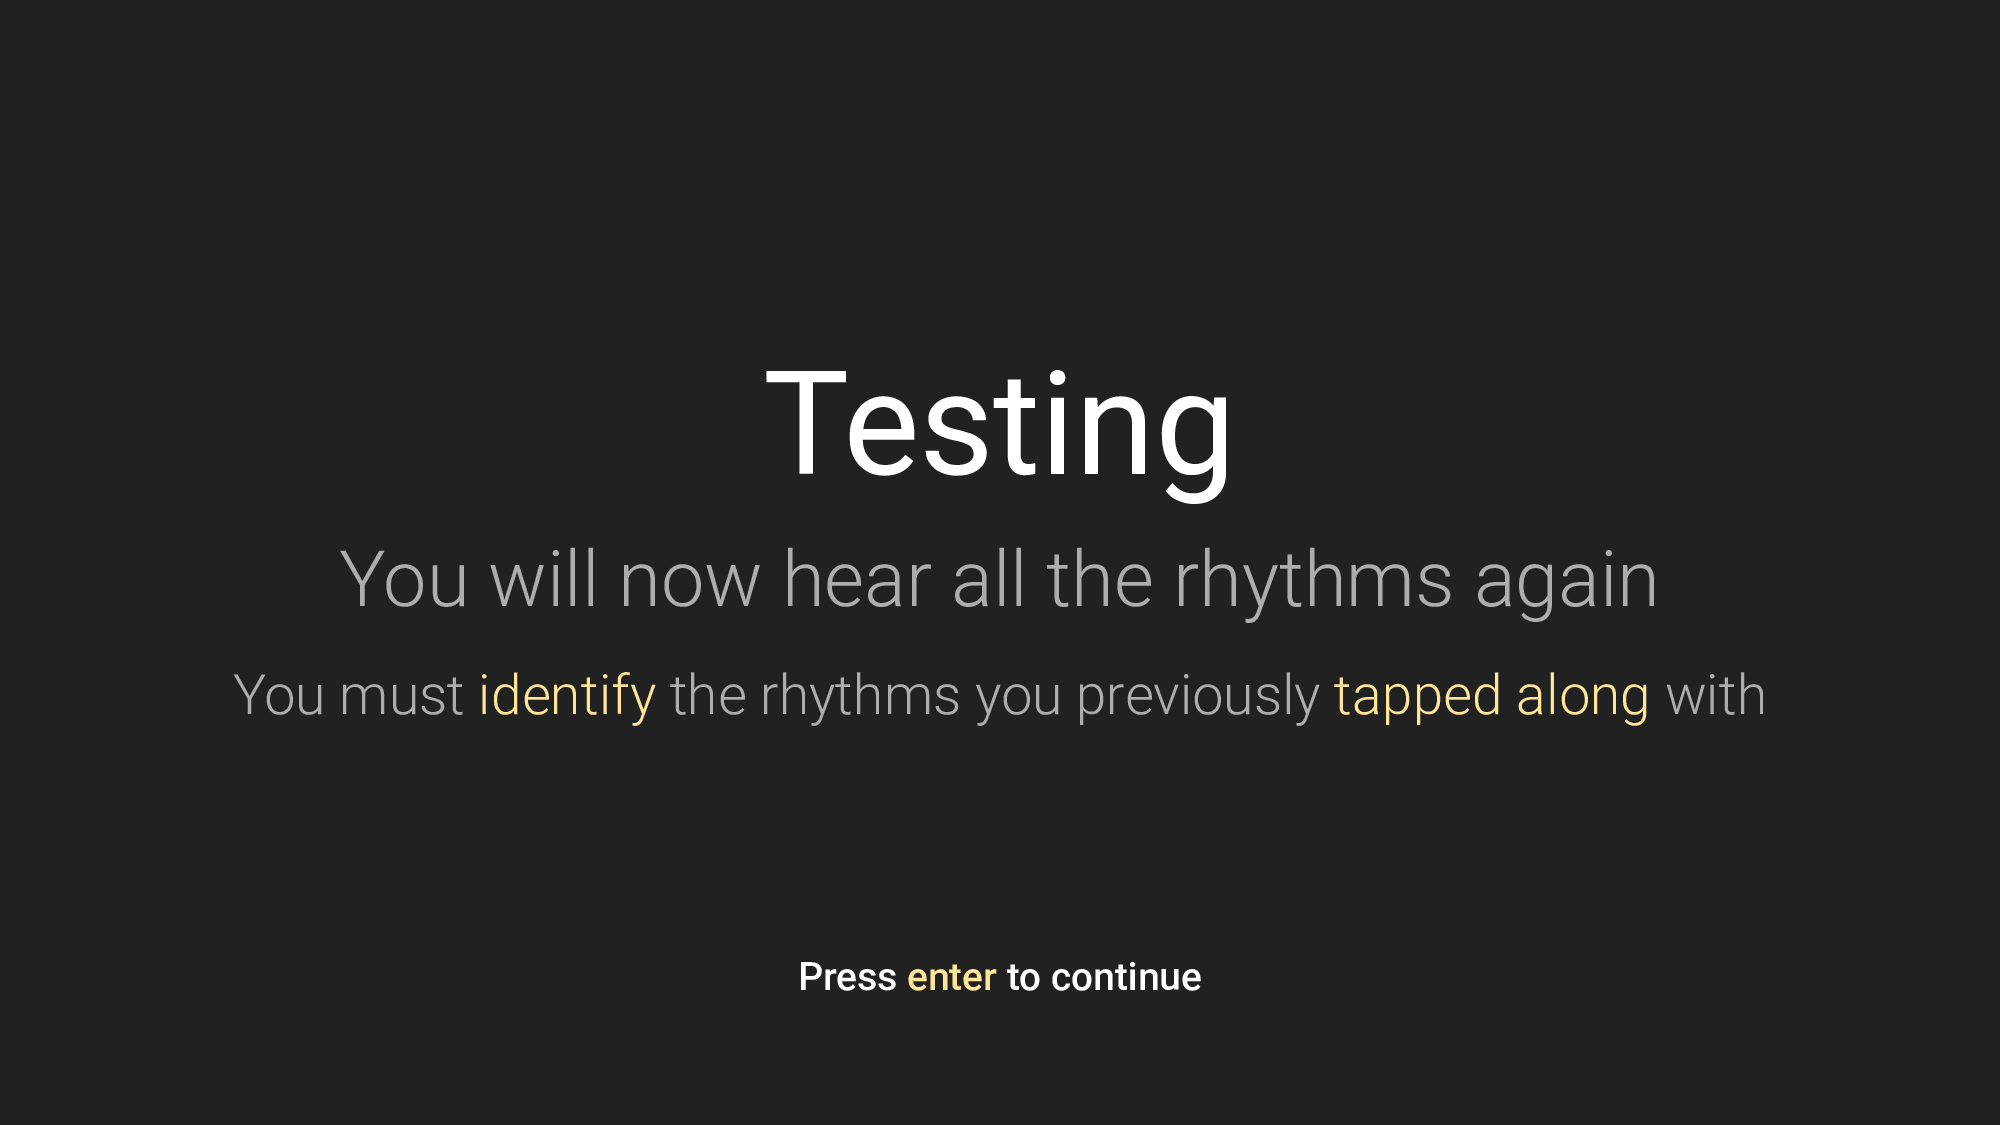 Testing
You will now hear all the rhythms again
You must identify the rhythms you previously tapped along with
Press enter to continue